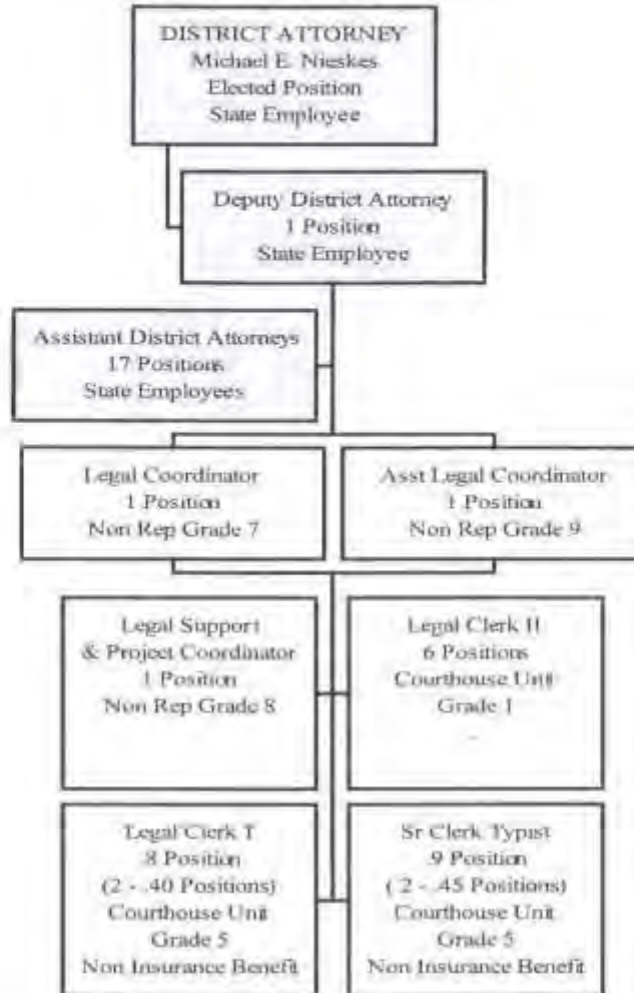 DISTRICT ATTORNEY
Michael E. Nieskes
Elected Position
State Employee
Deputy District Attorney
1 Position
State Employee
Assistant District Attorneys
17 Positions
State Employees
Legal Coordinator
1 Position
Non Rep Grade 7
Asst Legal Coordinator
1 Position
Non Rep Grade 9
Legal Support
& Project Coordinator
1 Position
Non Rep Grade 8
Legal Clerk II
6 Positions
Courthouse Unit
Grade 1
Legal Clerk I
.8 Position
(2 - .40 Positions)
Courthouse Unit
Grade 5
Non Insurance Benefit
Sr Clerk Typist
.9 Position
( 2 - .45 Positions)
Courthouse Unit
Grade 5
Non Insurance Benefit